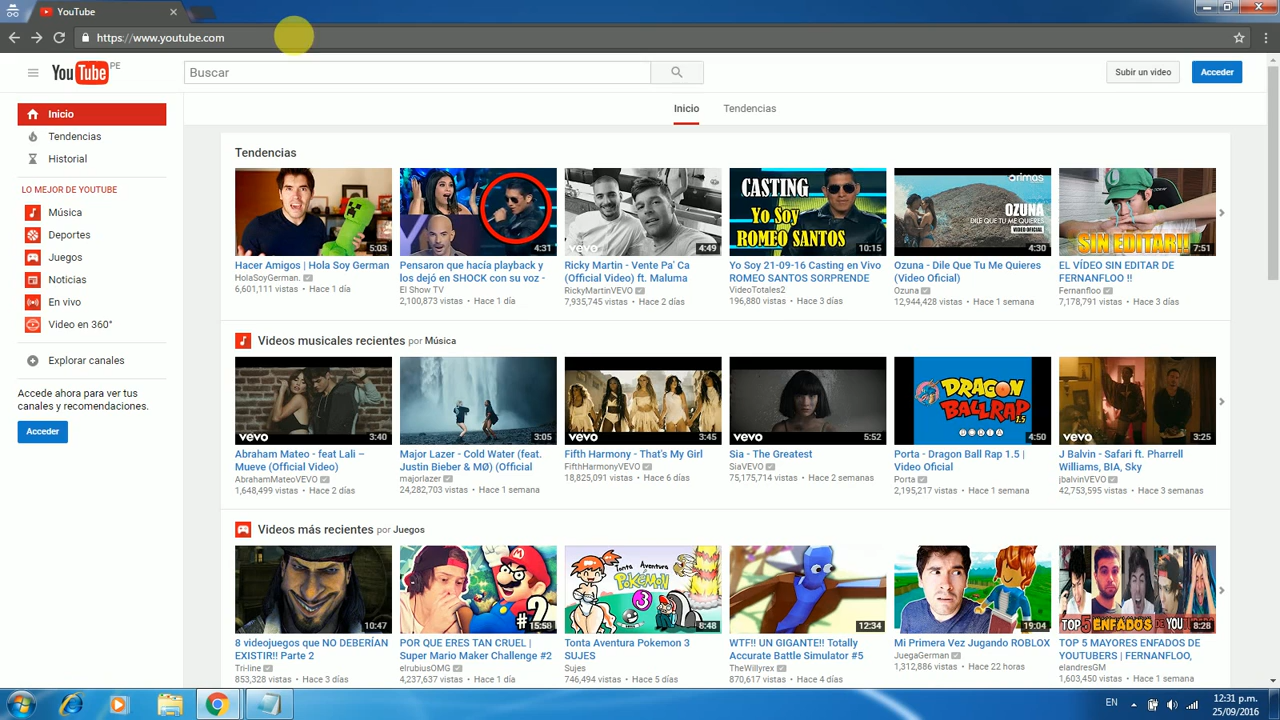 YouTube
https://www.youtube.com
YouTube PE
Buscar
Subir un video
Acceder
Inicio
Tendencias
Inicio
Tendencias
Historial
LO MEJOR DE YOUTUBE
Música
Deportes
Juegos
Noticias
En vivo
Video en 360°
Explorar canales
Accede ahora para ver tus
canales y recomendaciones.
Acceder
Tendencias
5:03
4:31
vevo
4:49
CASTING
Yo Soy
ROMEO SANTOS
10:15
orimas
OZUNA
DILE QUE TU ME QUIERES
VIDEO OFICIAL
4:30
SIN EDITAR!!
7:51
Hacer Amigos | Hola Soy German
HolaSoyGerman.
6,601,111 vistas • Hace 1 día
Pensaron que hacía playback y
los dejó en SHOCK con su voz -
El Show TV
2,100,873 vistas • Hace 1 día
Ricky Martin - Vente Pa' Ca
(Official Video) ft. Maluma
RickyMartinVEVO
7,935,745 vistas • Hace 2 días
Yo Soy 21-09-16 Casting en Vivo
ROMEO SANTOS SORPRENDE
VideoTotales2
196,880 vistas • Hace 3 días
Ozuna - Dile Que Tu Me Quieres
(Video Oficial)
Ozuna
12,944,428 vistas • Hace 1 semana
EL VÍDEO SIN EDITAR DE
FERNANFLOO !!
Fernanfloo
7,178,791 vistas • Hace 3 días
Videos musicales recientes por Música
vevo
3:40
3:05
vevo
3:45
vevo
5:52
DRAGON
BALL RAP
1.5
PORTA
4:50
vevo
3:25
Abraham Mateo - feat Lali –
Mueve (Official Video)
AbrahamMateoVEVO
1,648,499 vistas • Hace 2 días
Major Lazer - Cold Water (feat.
Justin Bieber & MØ) (Official
majorlazer
24,282,703 vistas • Hace 1 semana
Fifth Harmony - That's My Girl
FifthHarmonyVEVO
18,825,091 vistas • Hace 6 días
Sia - The Greatest
SiaVEVO
75,175,714 vistas • Hace 2 semanas
Porta - Dragon Ball Rap 1.5 |
Video Oficial
Porta
2,195,217 vistas • Hace 1 semana
J Balvin - Safari ft. Pharrell
Williams, BIA, Sky
jbalvinVEVO
42,753,595 vistas • Hace 3 semanas
Videos más recientes por Juegos
10:47
#2
15:58
Tonta Aventura
POKéMON
3
8:48
12:34
19:04
TOP 5 ENFADOS DE YOUTUBERS
8:20
8 videojuegos que NO DEBERÍAN
EXISTIR!! Parte 2
Tri-line
853,328 vistas • Hace 3 días
POR QUE ERES TAN CRUEL |
Super Mario Maker Challenge #2
elrubiusOMG
4,237,637 vistas • Hace 1 día
Tonta Aventura Pokemon 3
SUJES
Sujes
746,494 vistas • Hace 5 días
WTF!! UN GIGANTE!! Totally
Accurate Battle Simulator #5
TheWillyrex
870,617 vistas • Hace 4 días
Mi Primera Vez Jugando ROBLOX
JuegaGerman
1,312,886 vistas • Hace 22 horas
TOP 5 MAYORES ENFADOS DE
YOUTUBERS | FERNANFLOO,
elandresGM
1,603,450 vistas • Hace 1 semana
EN
12:31 p.m.
25/09/2016